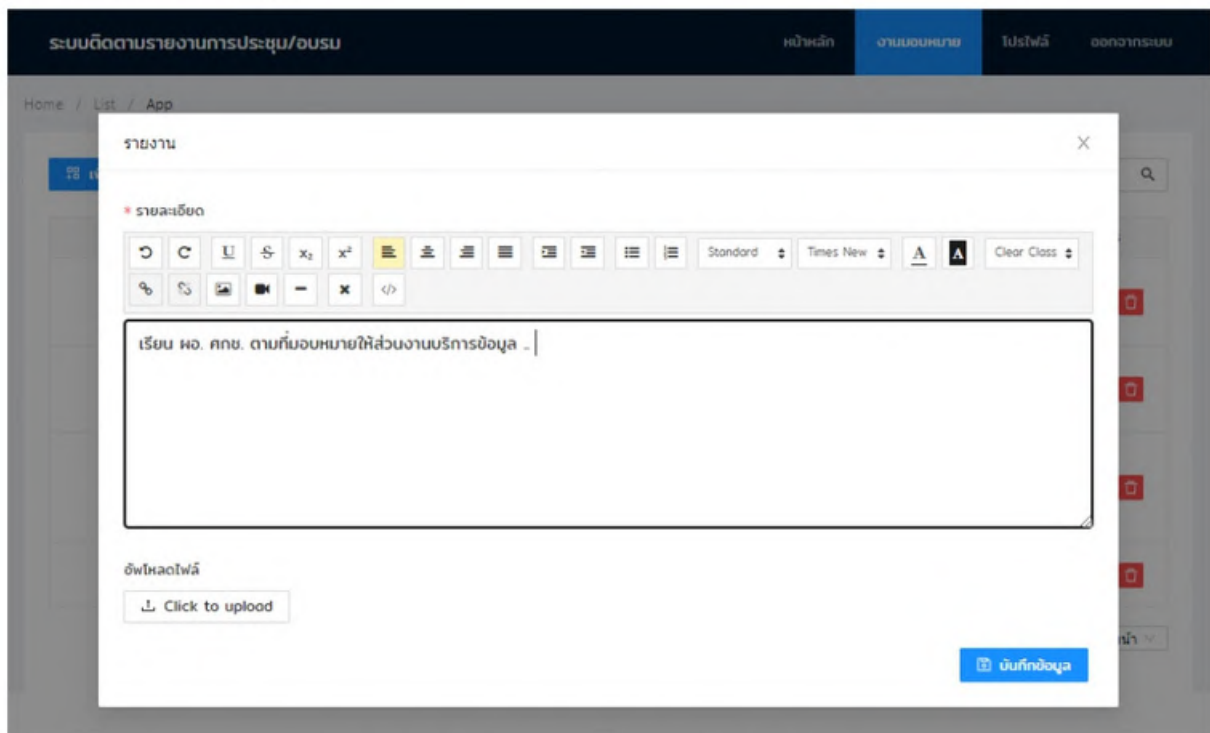 ระบบติดตามรายงานการประชุม/อบรม หน้าหลัก งานมอบหมาย โปรไฟล์ ออกจากระบบ
Home / List / App
รายงาน
* รายละเอียด
U S x₂ x² Standard Times New A A Clear Class
</>
เรียน ผอ. ศกช. ตามที่มอบหมายให้ส่วนงานบริการข้อมูล ..
อัพโหลดไฟล์
Click to upload
บันทึกข้อมูล